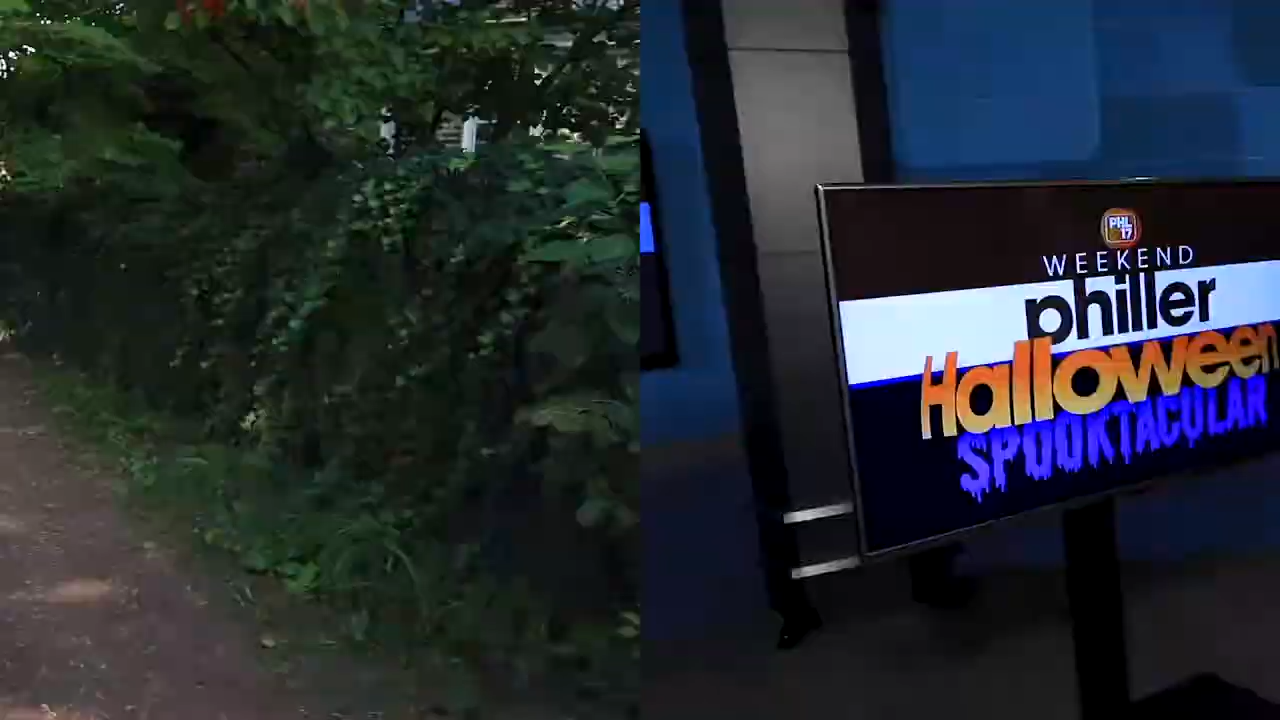 PHL
17
WEEKEND
philler
Halloween
SPOOKTACULAR